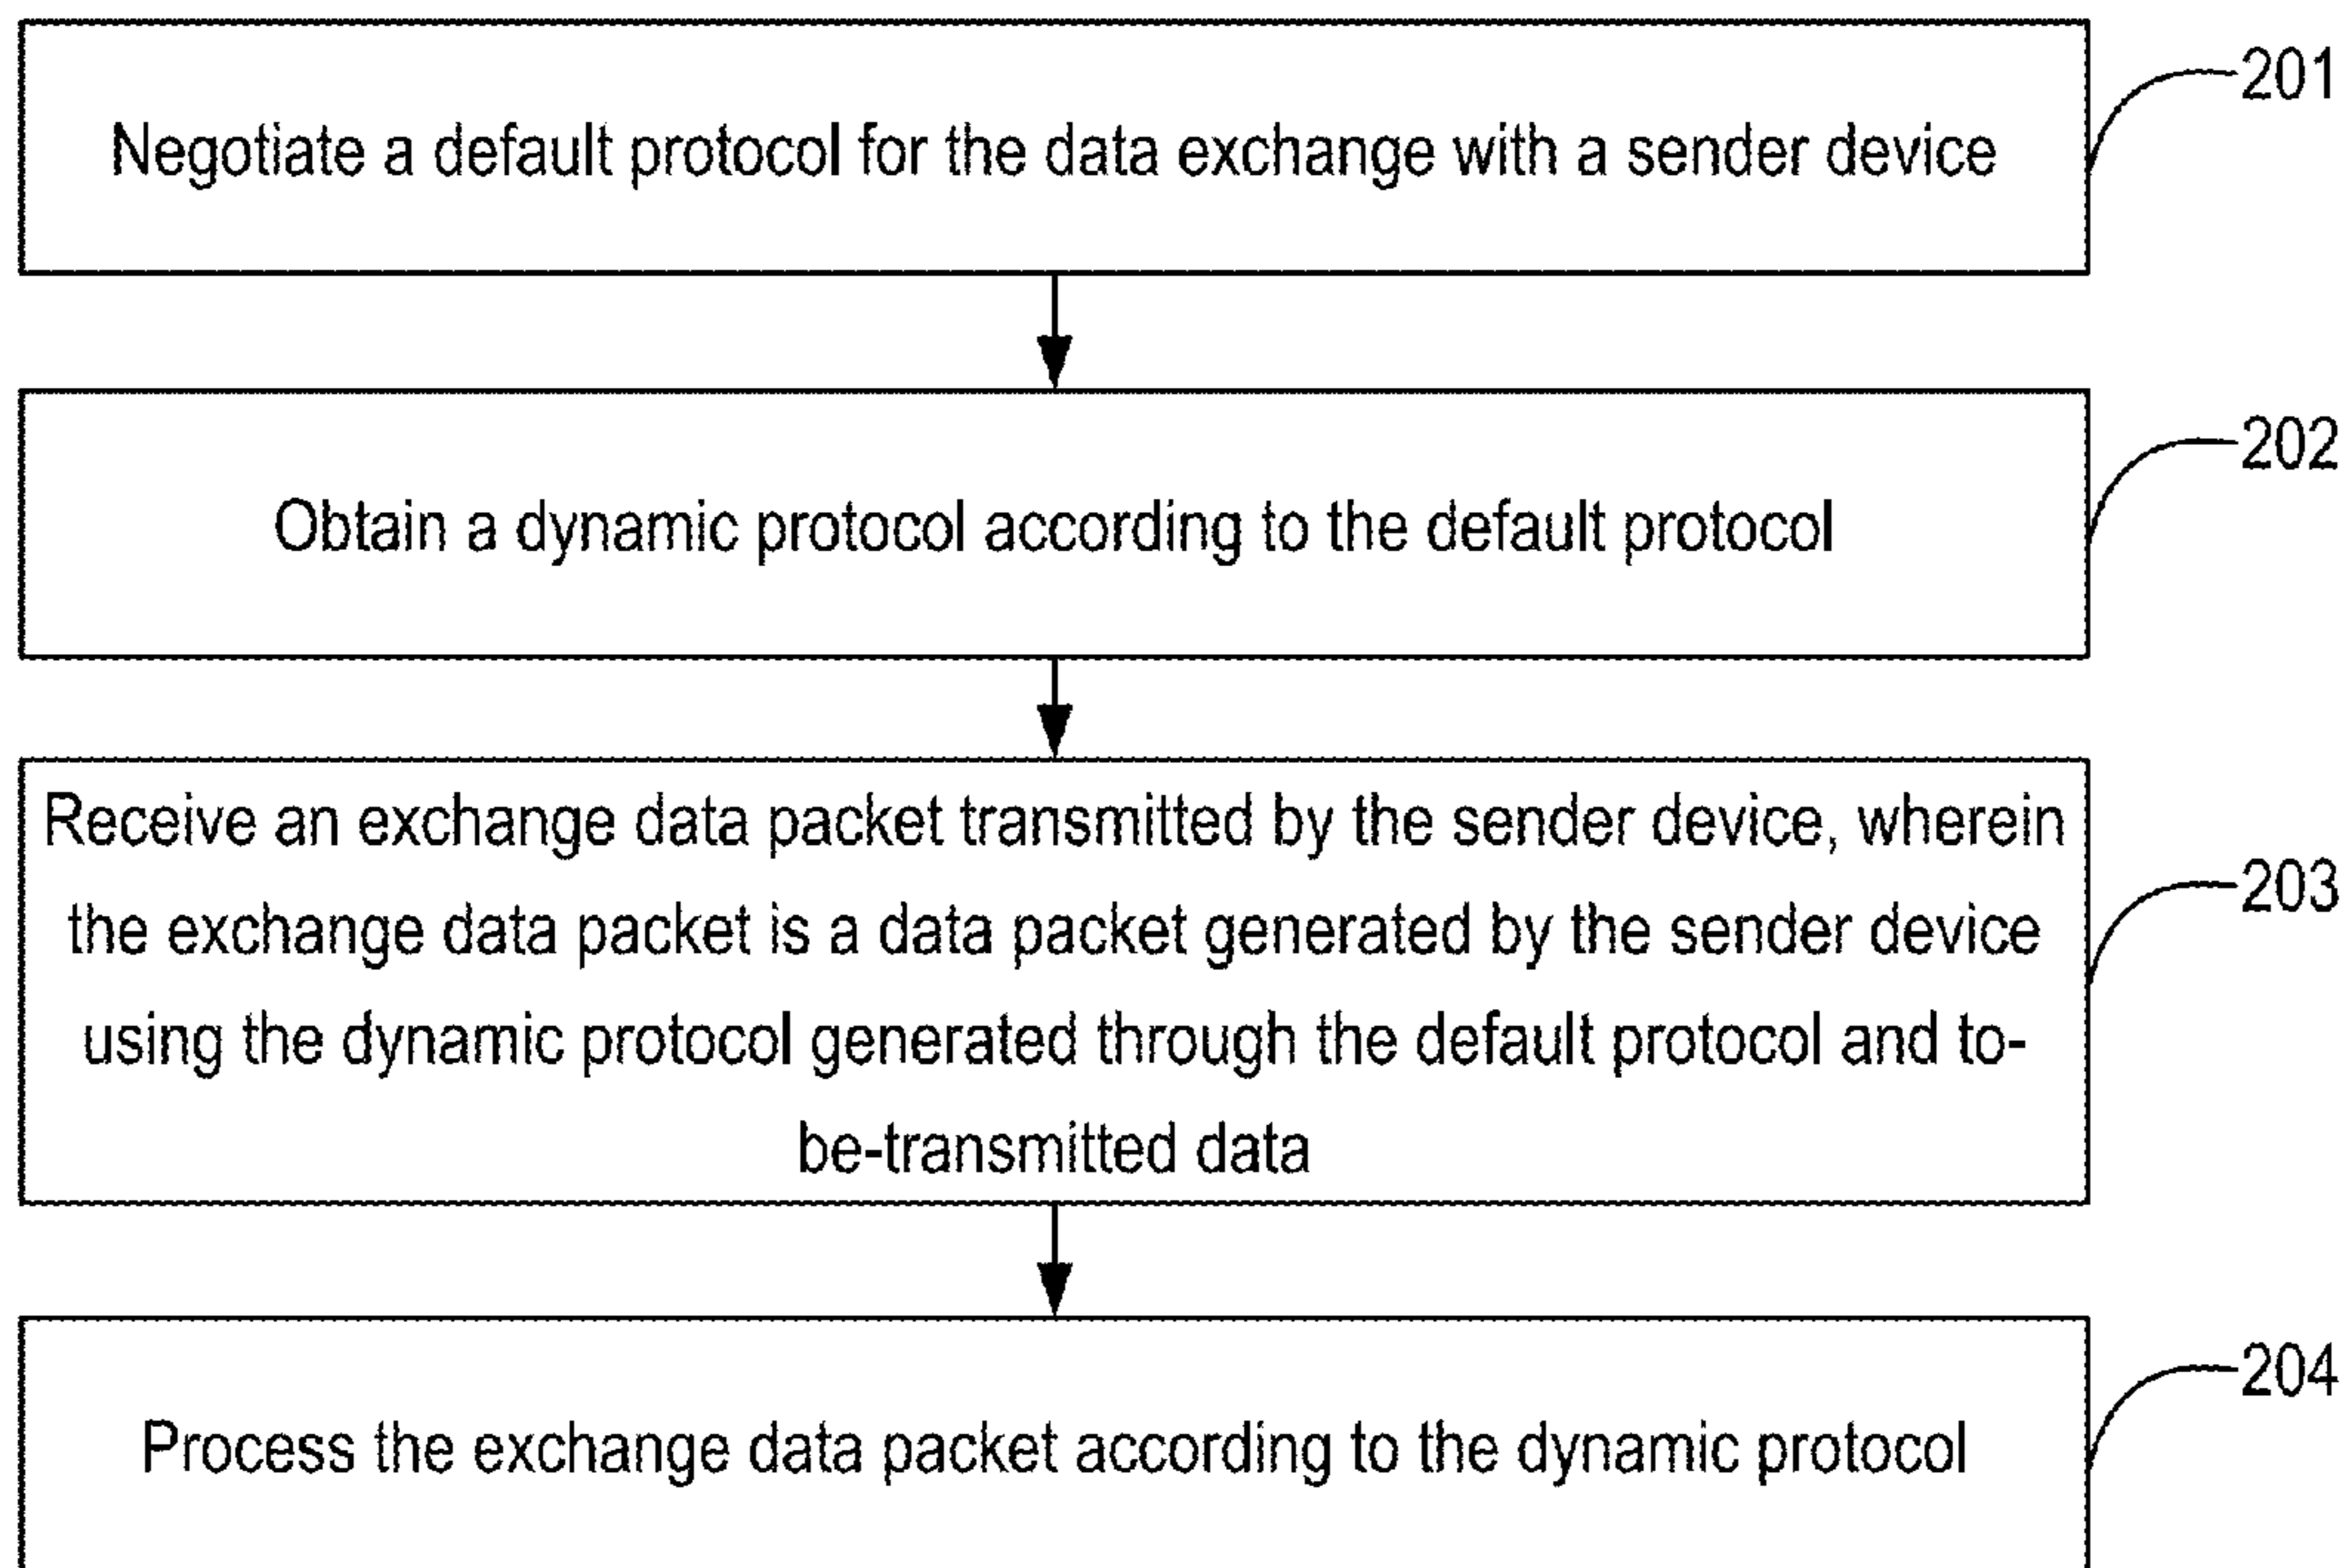 Negotiate a default protocol for the data exchange with a sender device
201
Obtain a dynamic protocol according to the default protocol
202
Receive an exchange data packet transmitted by the sender device, wherein
the exchange data packet is a data packet generated by the sender device
using the dynamic protocol generated through the default protocol and to-
be-transmitted data
203
Process the exchange data packet according to the dynamic protocol
204